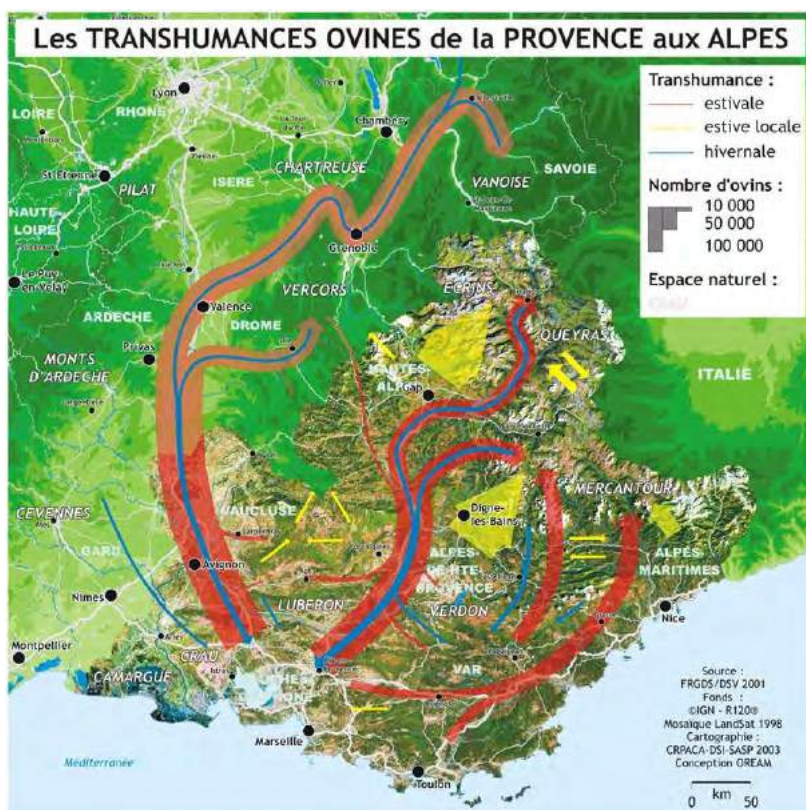 Les TRANSHUMANCES OVINES de la PROVENCE aux ALPES
Transhumance :
estivale
estive locale
hivernale
Nombre d'ovins
10 000
50 000
100 000
Espace naturel :
CRAU
Lyon
LOIRE
RHONE
Chambéry
CHARTREUSE
SAVOIE
St Etienne
PILAT
ISERE
VANOISE
HAUTE-
LOIRE
Grenoble
Le Puy
en-Velay
VERCORS
ECRINS
ARDECHE
Valence
DROME
QUEYRAS
Privas
MONTS
D'ARDECHE
HAUTES-
ALPES
Gap
ITALIE
MERCANTOUR
CEVENNES
VAUCLUSE
Digne-
les-Bains
GARD
Avignon
ALPES-
DE-HTE-
PROVENCE
ALPES
MARITIMES
Nîmes
LUBERON
VERDON
Nice
Montpellier
Arles
CRAU
VAR
CAMARGUE
Istres
Marseille
Toulon
Méditerranée
Source :
FRGDS/DSV 2001
Fonds :
©IGN - R120®
Mosaïque LandSat 1998
Cartographie :
CRPACA-DSI-SASP 2003
Conception OREAM
0 km 50